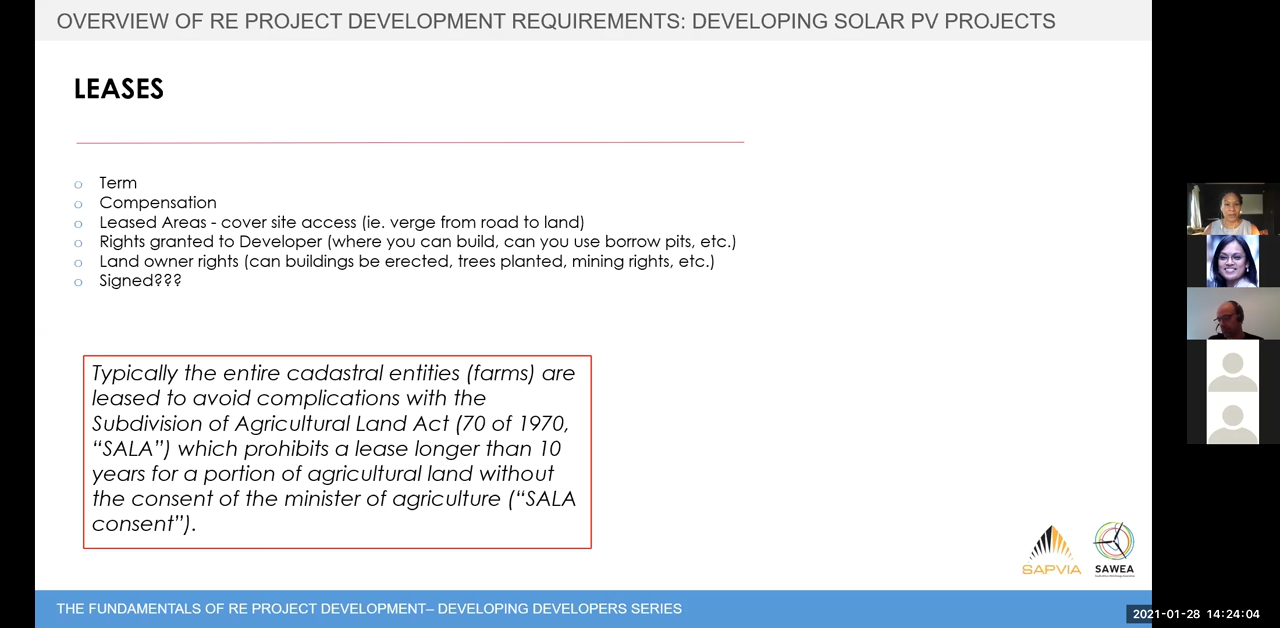 OVERVIEW OF RE PROJECT DEVELOPMENT REQUIREMENTS: DEVELOPING SOLAR PV PROJECTS
LEASES
o Term
o Compensation
o Leased Areas - cover site access (ie. verge from road to land)
o Rights granted to Developer (where you can build, can you use borrow pits, etc.)
o Land owner rights (can buildings be erected, trees planted, mining rights, etc.)
o Signed???
Typically the entire cadastral entities (farms) are
leased to avoid complications with the
Subdivision of Agricultural Land Act (70 of 1970,
“SALA”) which prohibits a lease longer than 10
years for a portion of agricultural land without
the consent of the minister of agriculture (“SALA
consent”).
SAPVIA
SAWEA
THE FUNDAMENTALS OF RE PROJECT DEVELOPMENT– DEVELOPING DEVELOPERS SERIES
2021-01-28 14:24:04